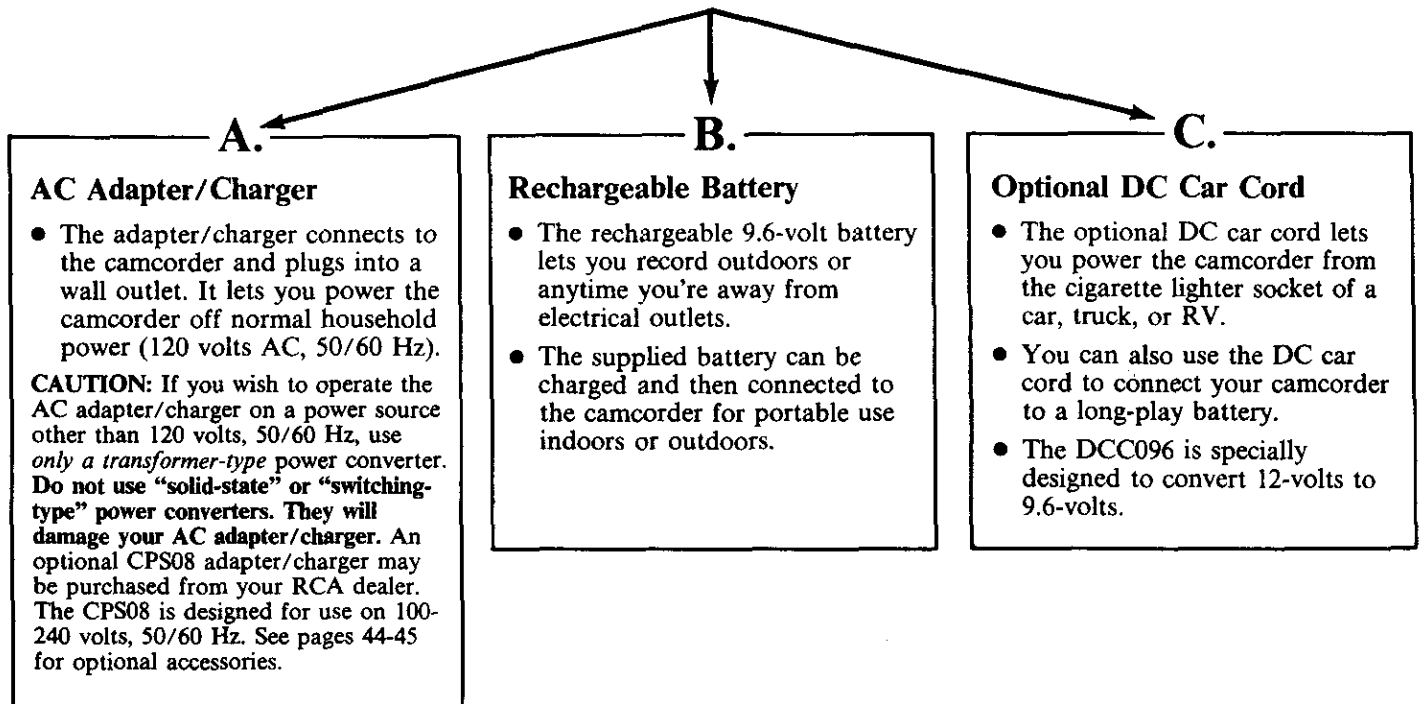 A.
AC Adapter/Charger
● The adapter/charger connects to
the camcorder and plugs into a
wall outlet. It lets you power the
camcorder off normal household
power (120 volts AC, 50/60 Hz).
CAUTION: If you wish to operate the
AC adapter/charger on a power source
other than 120 volts, 50/60 Hz, use
only a transformer-type power converter.
Do not use “solid-state” or “switching-
type” power converters. They will
damage your AC adapter/charger. An
optional CPS08 adapter/charger may
be purchased from your RCA dealer.
The CPS08 is designed for use on 100-
240 volts, 50/60 Hz. See pages 44-45
for optional accessories.
B.
Rechargeable Battery
● The rechargeable 9.6-volt battery
lets you record outdoors or
anytime you're away from
electrical outlets.
● The supplied battery can be
charged and then connected to
the camcorder for portable use
indoors or outdoors.
C.
Optional DC Car Cord
● The optional DC car cord lets
you power the camcorder from
the cigarette lighter socket of a
car, truck, or RV.
● You can also use the DC car
cord to connect your camcorder
to a long-play battery.
● The DCC096 is specially
designed to convert 12-volts to
9.6-volts.